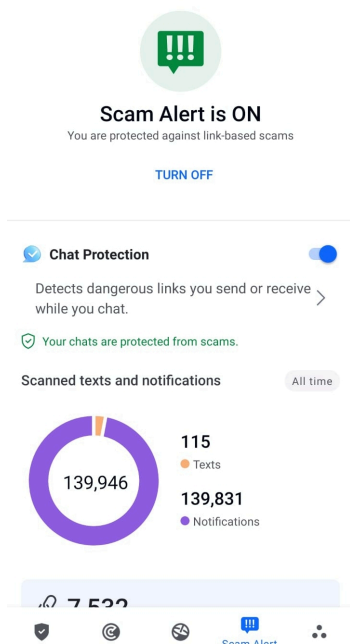 Scam Alert is ON
You are protected against link-based scams
TURN OFF
Chat Protection
Detects dangerous links you send or receive
while you chat.
Your chats are protected from scams.
Scanned texts and notifications
All time
139,946
115
Texts
139,831
Notifications
7,532
Scam Alert